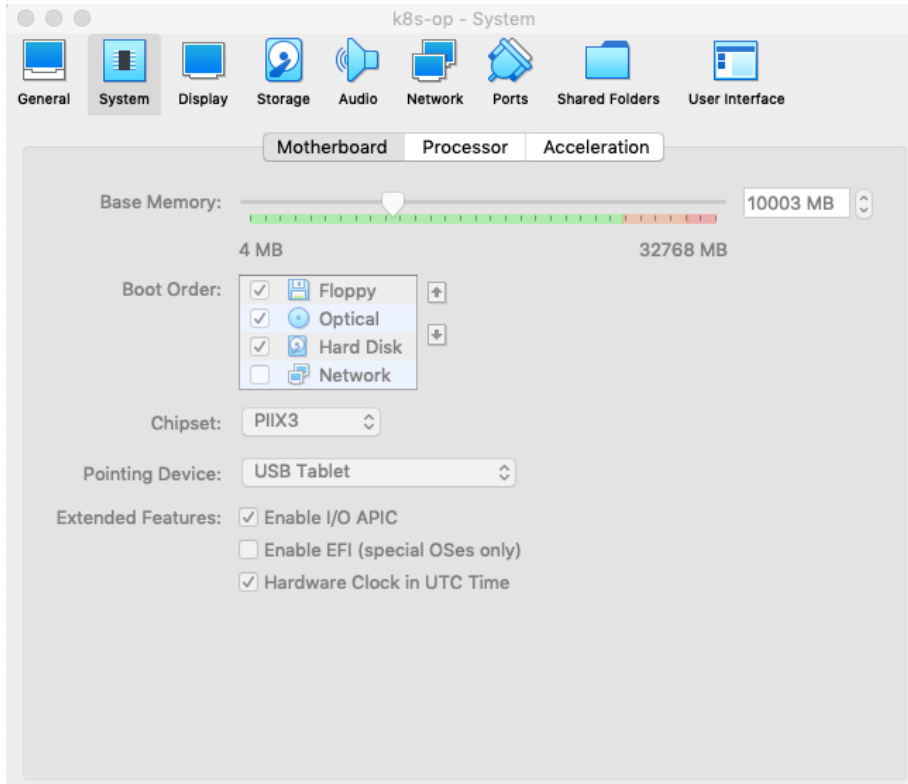 k8s-op - System
General System Display Storage Audio Network Ports Shared Folders User Interface
Motherboard Processor Acceleration
Base Memory: 10003 MB
4 MB 32768 MB
Boot Order: Floppy
Optical
Hard Disk
Network
Chipset: PIIX3
Pointing Device: USB Tablet
Extended Features: Enable I/O APIC
Enable EFI (special OSes only)
Hardware Clock in UTC Time